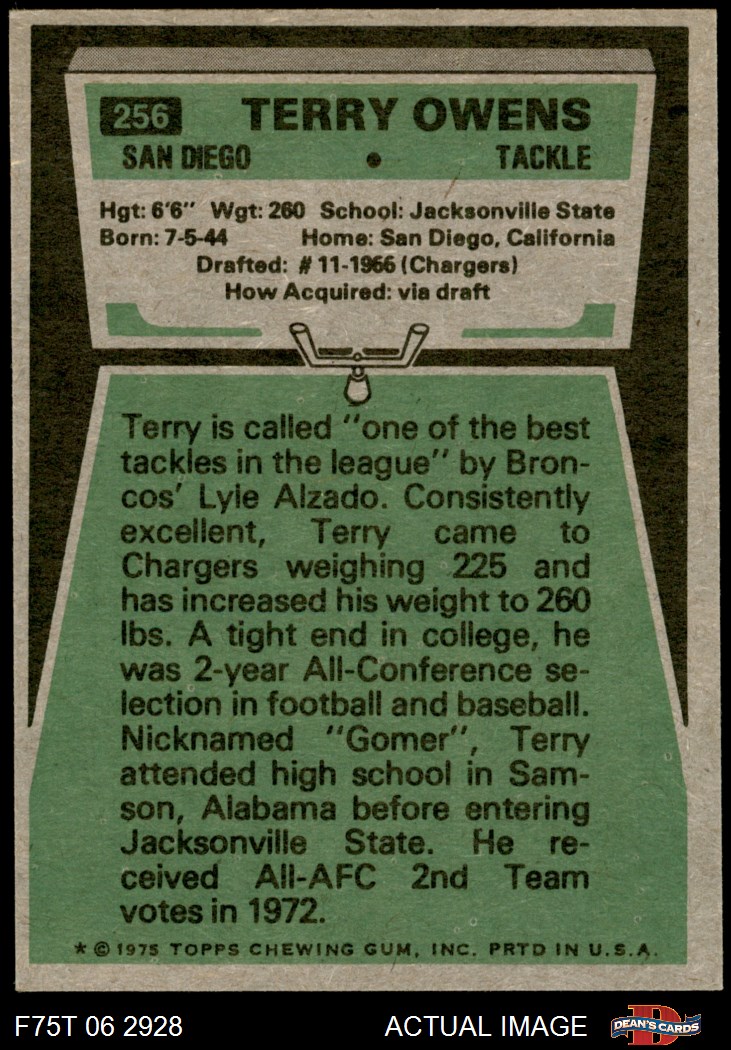 256 TERRY OWENS
SAN DIEGO • TACKLE
Hgt: 6'6" Wgt: 260 School: Jacksonville State
Born: 7-5-44 Home: San Diego, California
Drafted: #11-1966 (Chargers)
How Acquired: via draft
Terry is called "one of the best
tackles in the league" by Bron-
cos' Lyle Alzado. Consistently
excellent, Terry came to
Chargers weighing 225 and
has increased his weight to 260
lbs. A tight end in college, he
was 2-year All-Conference se-
lection in football and baseball.
Nicknamed "Gomer", Terry
attended high school in Sam-
son, Alabama before entering
Jacksonville State. He re-
ceived All-AFC 2nd Team
votes in 1972.
* © 1975 TOPPS CHEWING GUM, INC. PRTD IN U.S.A.
F75T 06 2928 ACTUAL IMAGE D DEAN'S CARDS